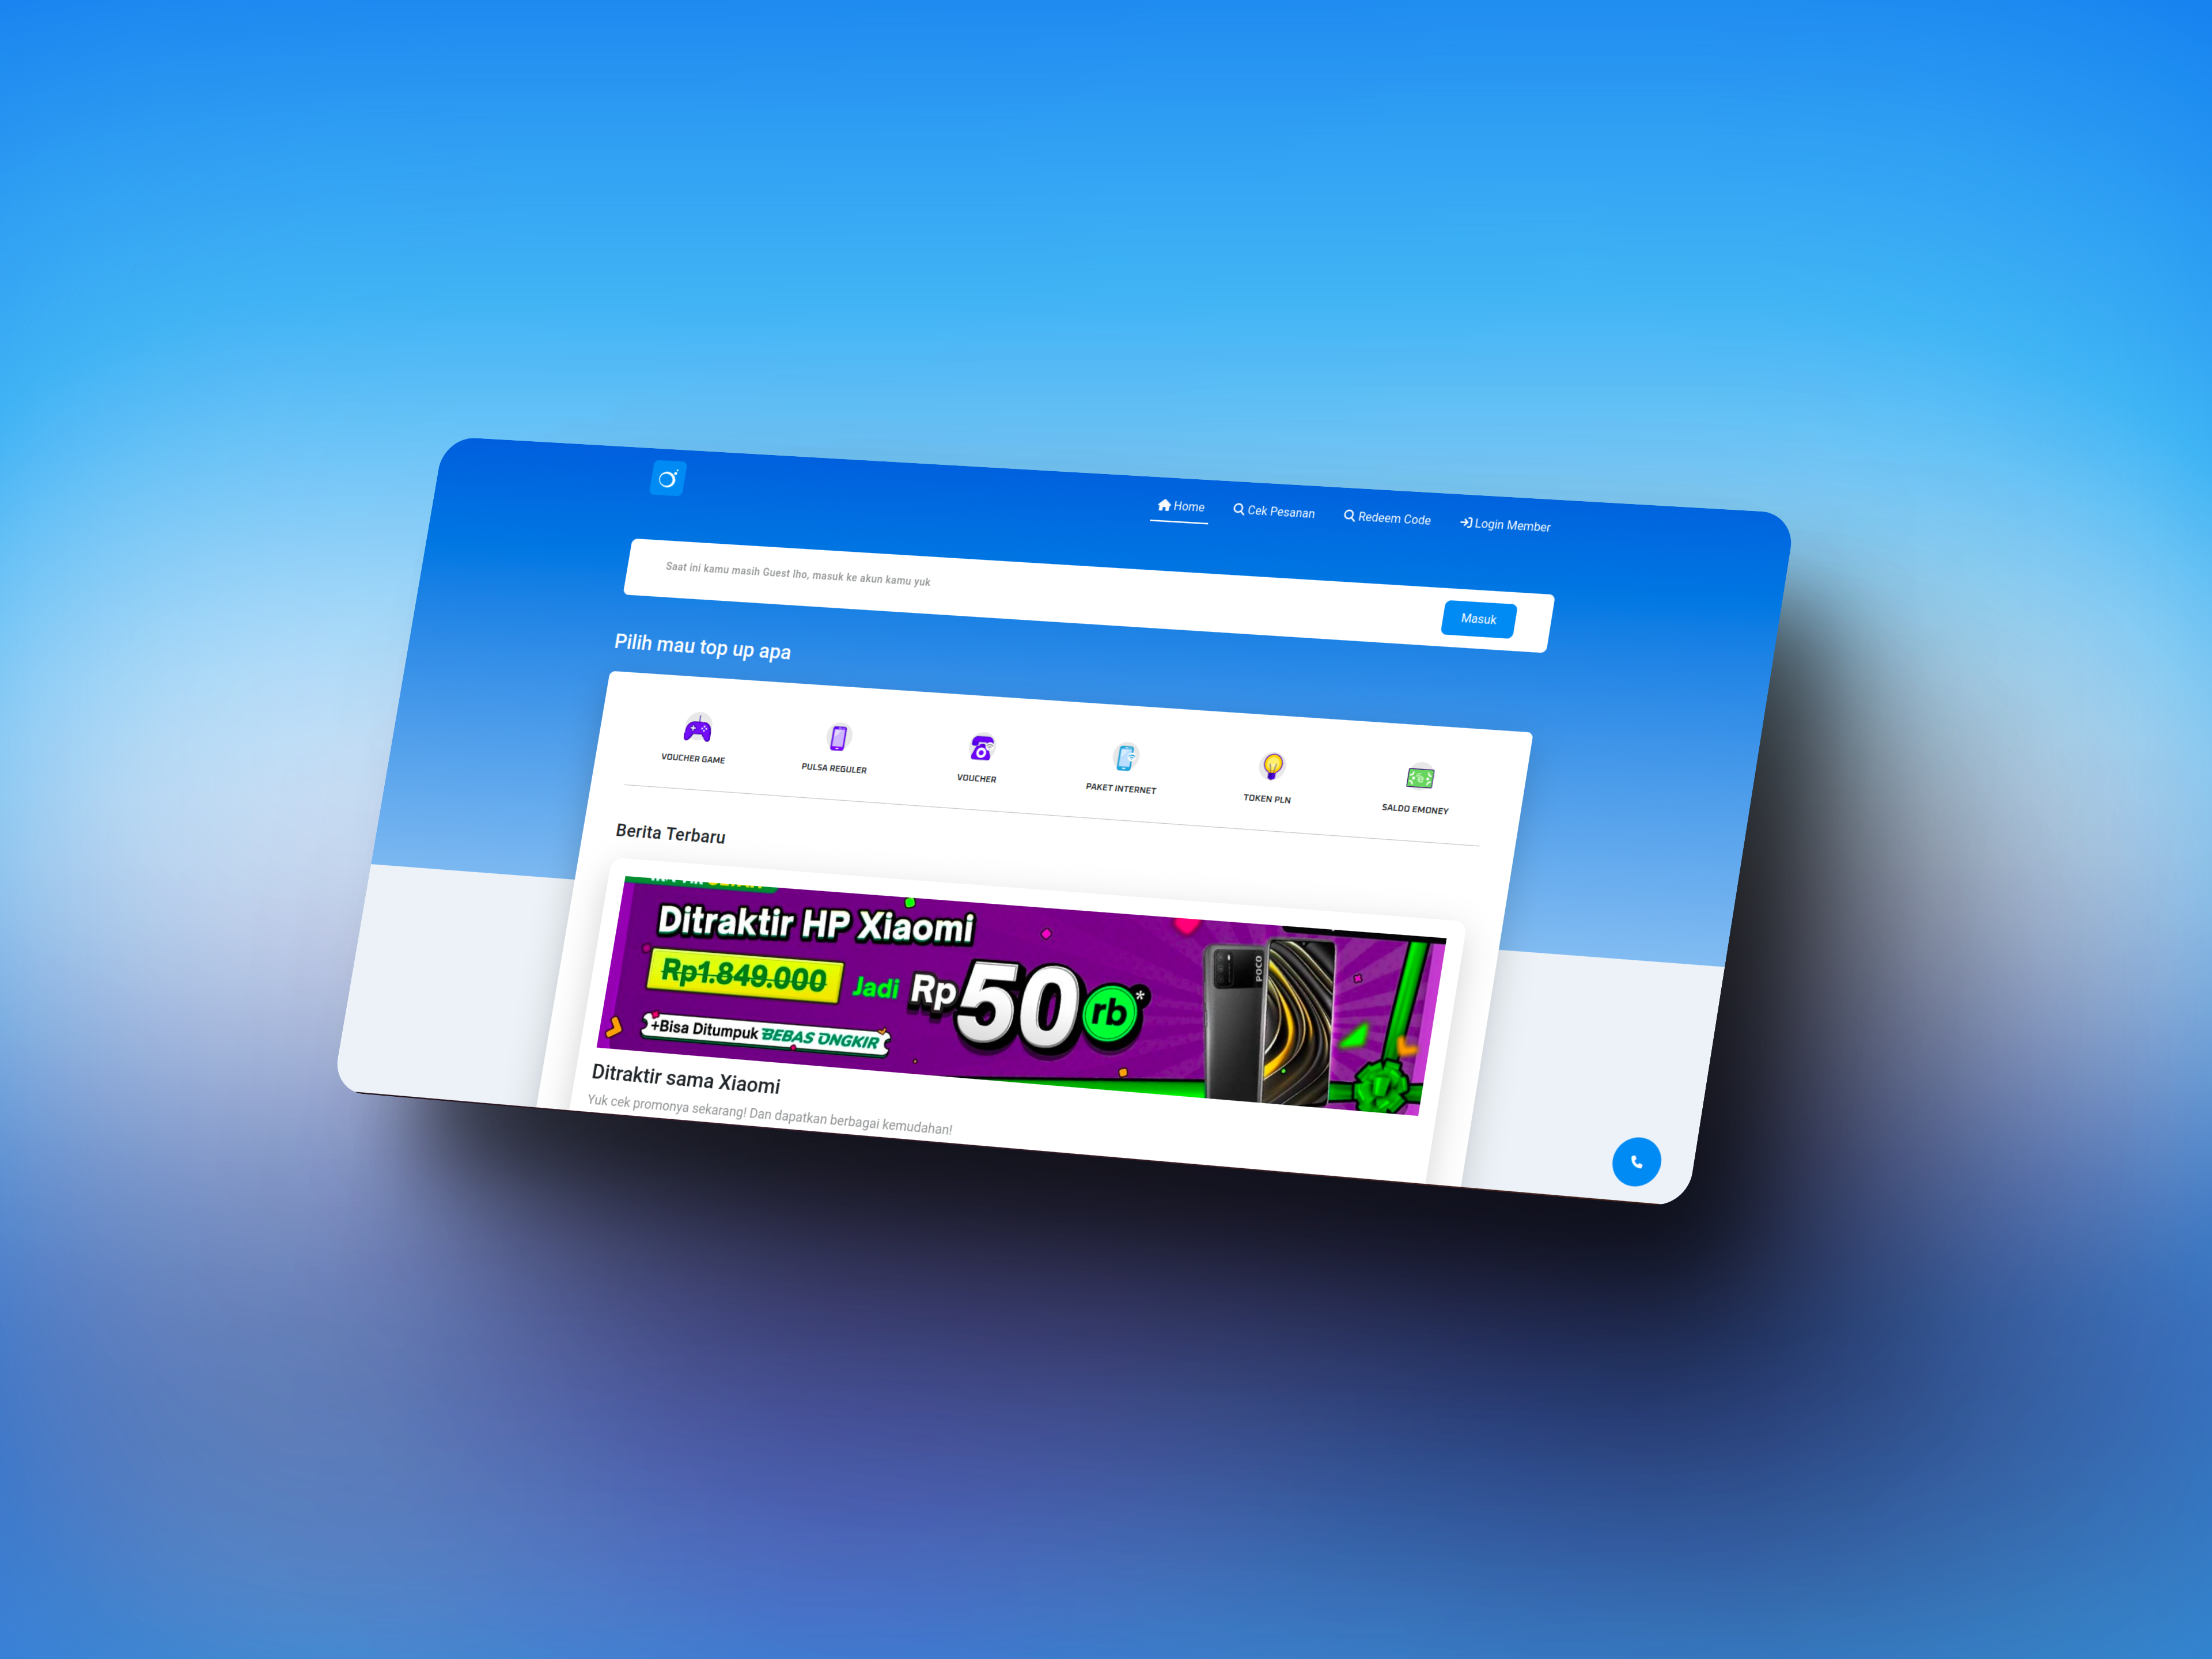 Home
Cek Pesanan
Redeem Code
Login Member
Saat ini kamu masih Guest lho, masuk ke akun kamu yuk
Masuk
Pilih mau top up apa
VOUCHER GAME
PULSA REGULER
VOUCHER
PAKET INTERNET
TOKEN PLN
SALDO EMONEY
Berita Terbaru
Ditraktir HP Xiaomi
Rp1.849.000 Jadi Rp50rb*
+Bisa Ditumpuk BEBAS ONGKIR
POCO
Ditraktir sama Xiaomi
Yuk cek promonya sekarang! Dan dapatkan berbagai kemudahan!